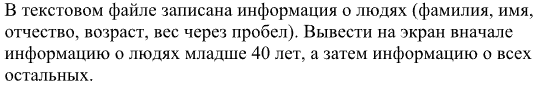 В текстовом файле записана информация о людях (фамилия, имя,
отчество, возраст, вес через пробел). Вывести на экран вначале
информацию о людях младше 40 лет, а затем информацию о всех
остальных.